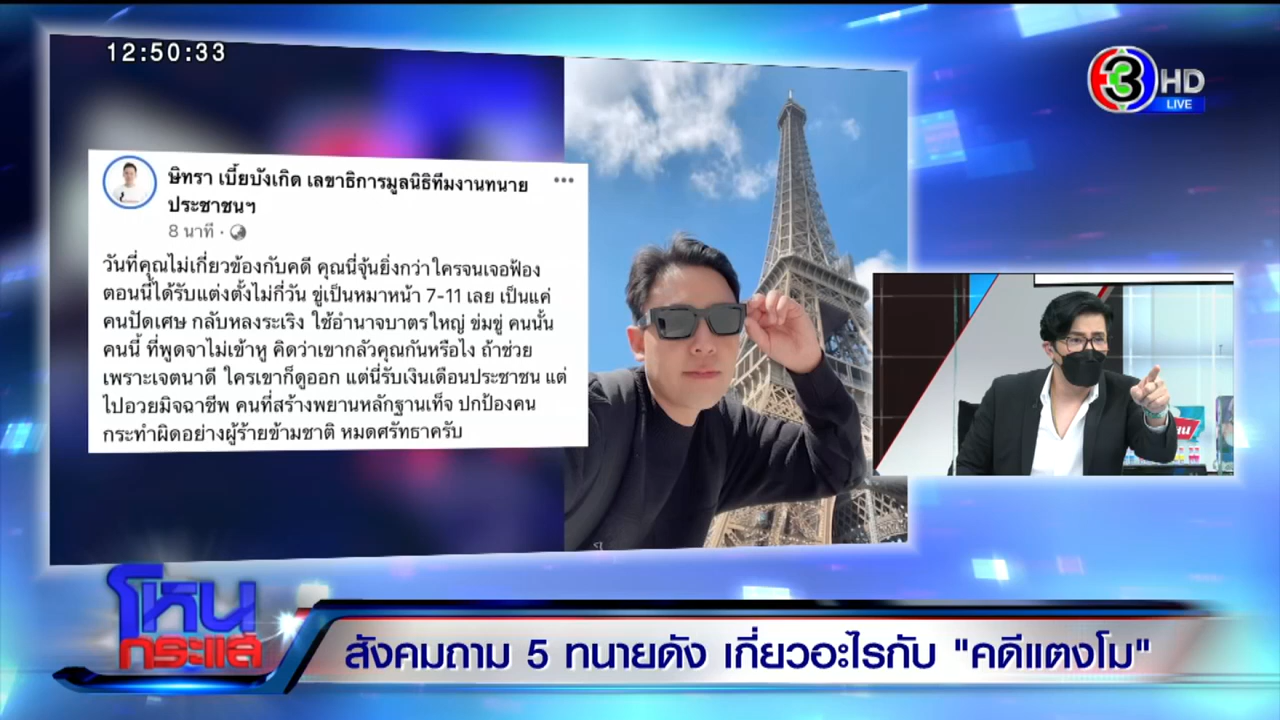 12:50:33
3 HD
LIVE
ษิทรา เบี้ยบังเกิด เลขาธิการมูลนิธิทีมงานทนาย
ประชาชนฯ
8 นาที ·
วันที่คุณไม่เกี่ยวข้องกับคดี คุณนี่จุ้นยิ่งกว่าใครจนเจอฟ้อง
ตอนนี้ได้รับแต่งตั้งไม่กี่วัน ขู่เป็นหมาหน้า 7-11 เลย เป็นแค่
คนปัดเศษ กลับหลงระเริง ใช้อำนาจบาตรใหญ่ ข่มขู่ คนนั้น
คนนี้ ที่พูดจาไม่เข้าหู คิดว่าเขากลัวคุณกันหรือไง ถ้าช่วย
เพราะเจตนาดี ใครเขาก็ดูออก แต่นี่รับเงินเดือนประชาชน แต่
ไปอวยมิจฉาชีพ คนที่สร้างพยานหลักฐานเท็จ ปกป้องคน
กระทำผิดอย่างผู้ร้ายข้ามชาติ หมดศรัทธาครับ
โหน
กระแส
สังคมถาม 5 ทนายดัง เกี่ยวอะไรกับ "คดีแตงโม"